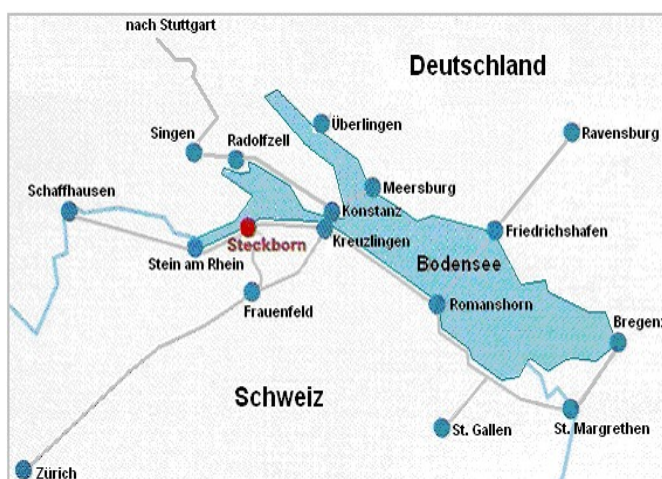 nach Stuttgart
Deutschland
Überlingen
Ravensburg
Singen
Radolfzell
Schaffhausen
Meersburg
Konstanz
Steckborn
Kreuzlingen
Friedrichshafen
Stein am Rhein
Bodensee
Frauenfeld
Romanshorn
Bregenz
Schweiz
St. Gallen
St. Margrethen
Zürich